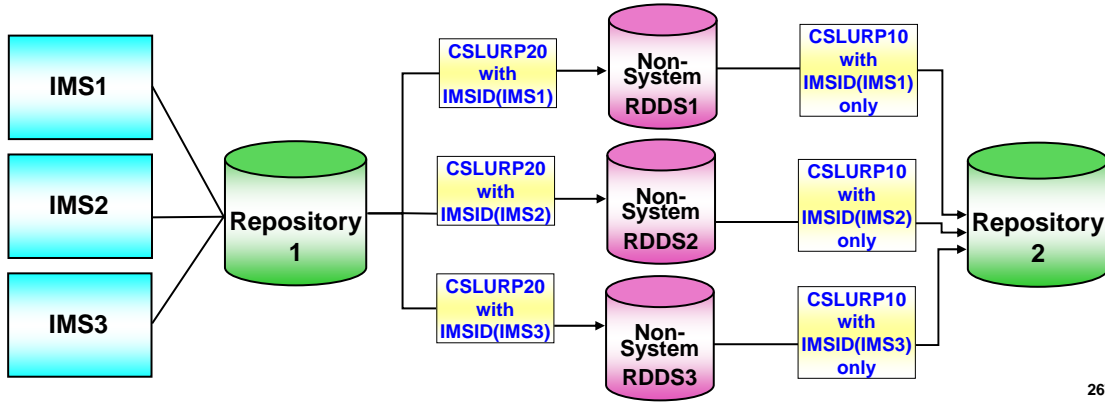 IMS1
IMS2
IMS3
Repository
1
CSLURP20
with
IMSID(IMS1)
CSLURP20
with
IMSID(IMS2)
CSLURP20
with
IMSID(IMS3)
Non-
System
RDDS1
Non-
System
RDDS2
Non-
System
RDDS3
CSLURP10
with
IMSID(IMS1)
only
CSLURP10
with
IMSID(IMS2)
only
CSLURP10
with
IMSID(IMS3)
only
Repository
2
26